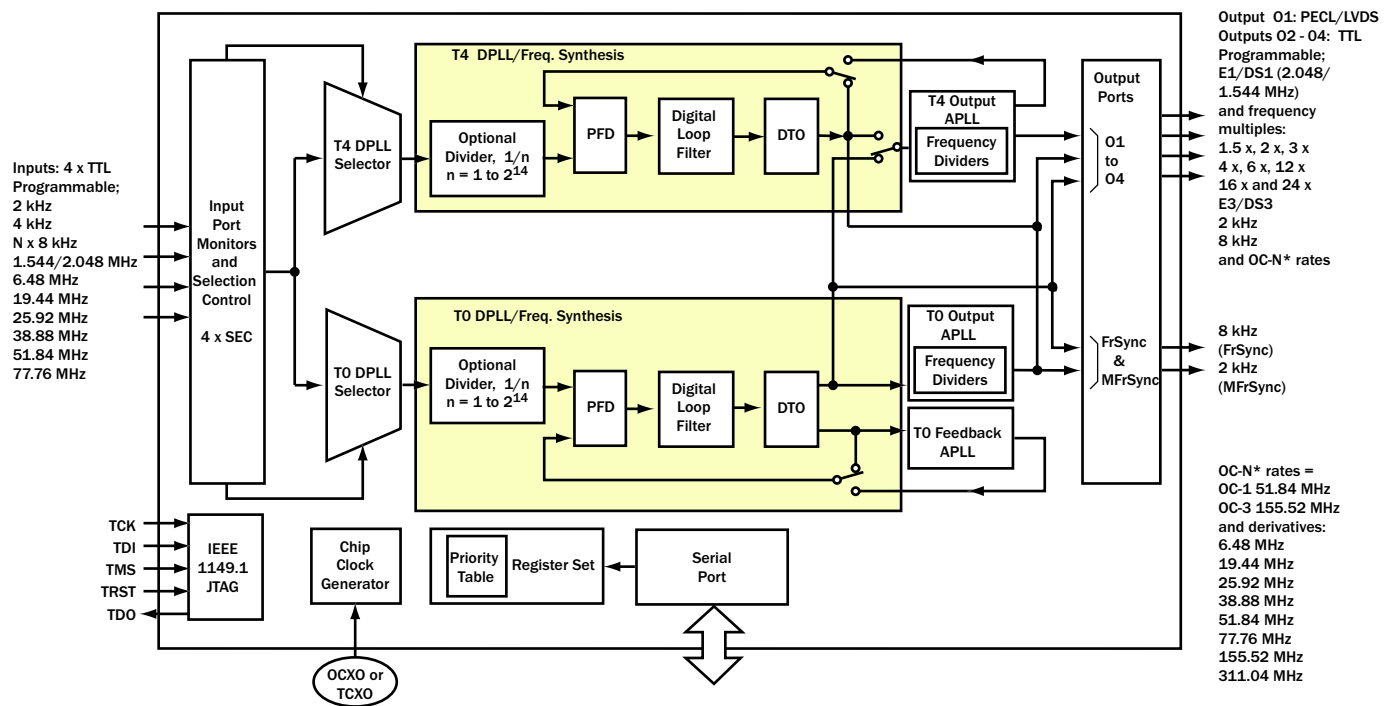 Inputs: 4 x TTL
Programmable;
2 kHz
4 kHz
N x 8 kHz
1.544/2.048 MHz
6.48 MHz
19.44 MHz
25.92 MHz
38.88 MHz
51.84 MHz
77.76 MHz
Input
Port
Monitors
and
Selection
Control
4 x SEC
T4 DPLL
Selector
T4 DPLL/Freq. Synthesis
Optional
Divider, 1/n
n = 1 to 2^14
PFD
Digital
Loop
Filter
DTO
T4 Output
APLL
Frequency
Dividers
T0 DPLL
Selector
T0 DPLL/Freq. Synthesis
Optional
Divider, 1/n
n = 1 to 2^14
PFD
Digital
Loop
Filter
DTO
T0 Output
APLL
Frequency
Dividers
T0 Feedback
APLL
Output
Ports
O1
to
O4
FrSync
&
MFrSync
Output O1: PECL/LVDS
Outputs O2 - O4: TTL
Programmable;
E1/DS1 (2.048/
1.544 MHz)
and frequency
multiples:
1.5 x, 2 x, 3 x
4 x, 6 x, 12 x
16 x and 24 x
E3/DS3
2 kHz
8 kHz
and OC-N* rates
8 kHz
(FrSync)
2 kHz
(MFrSync)
OC-N* rates =
OC-1 51.84 MHz
OC-3 155.52 MHz
and derivatives:
6.48 MHz
19.44 MHz
25.92 MHz
38.88 MHz
51.84 MHz
77.76 MHz
155.52 MHz
311.04 MHz
TCK
TDI
TMS
TRST
TDO
IEEE
1149.1
JTAG
Chip
Clock
Generator
OCXO or
TCXO
Priority
Table
Register Set
Serial
Port